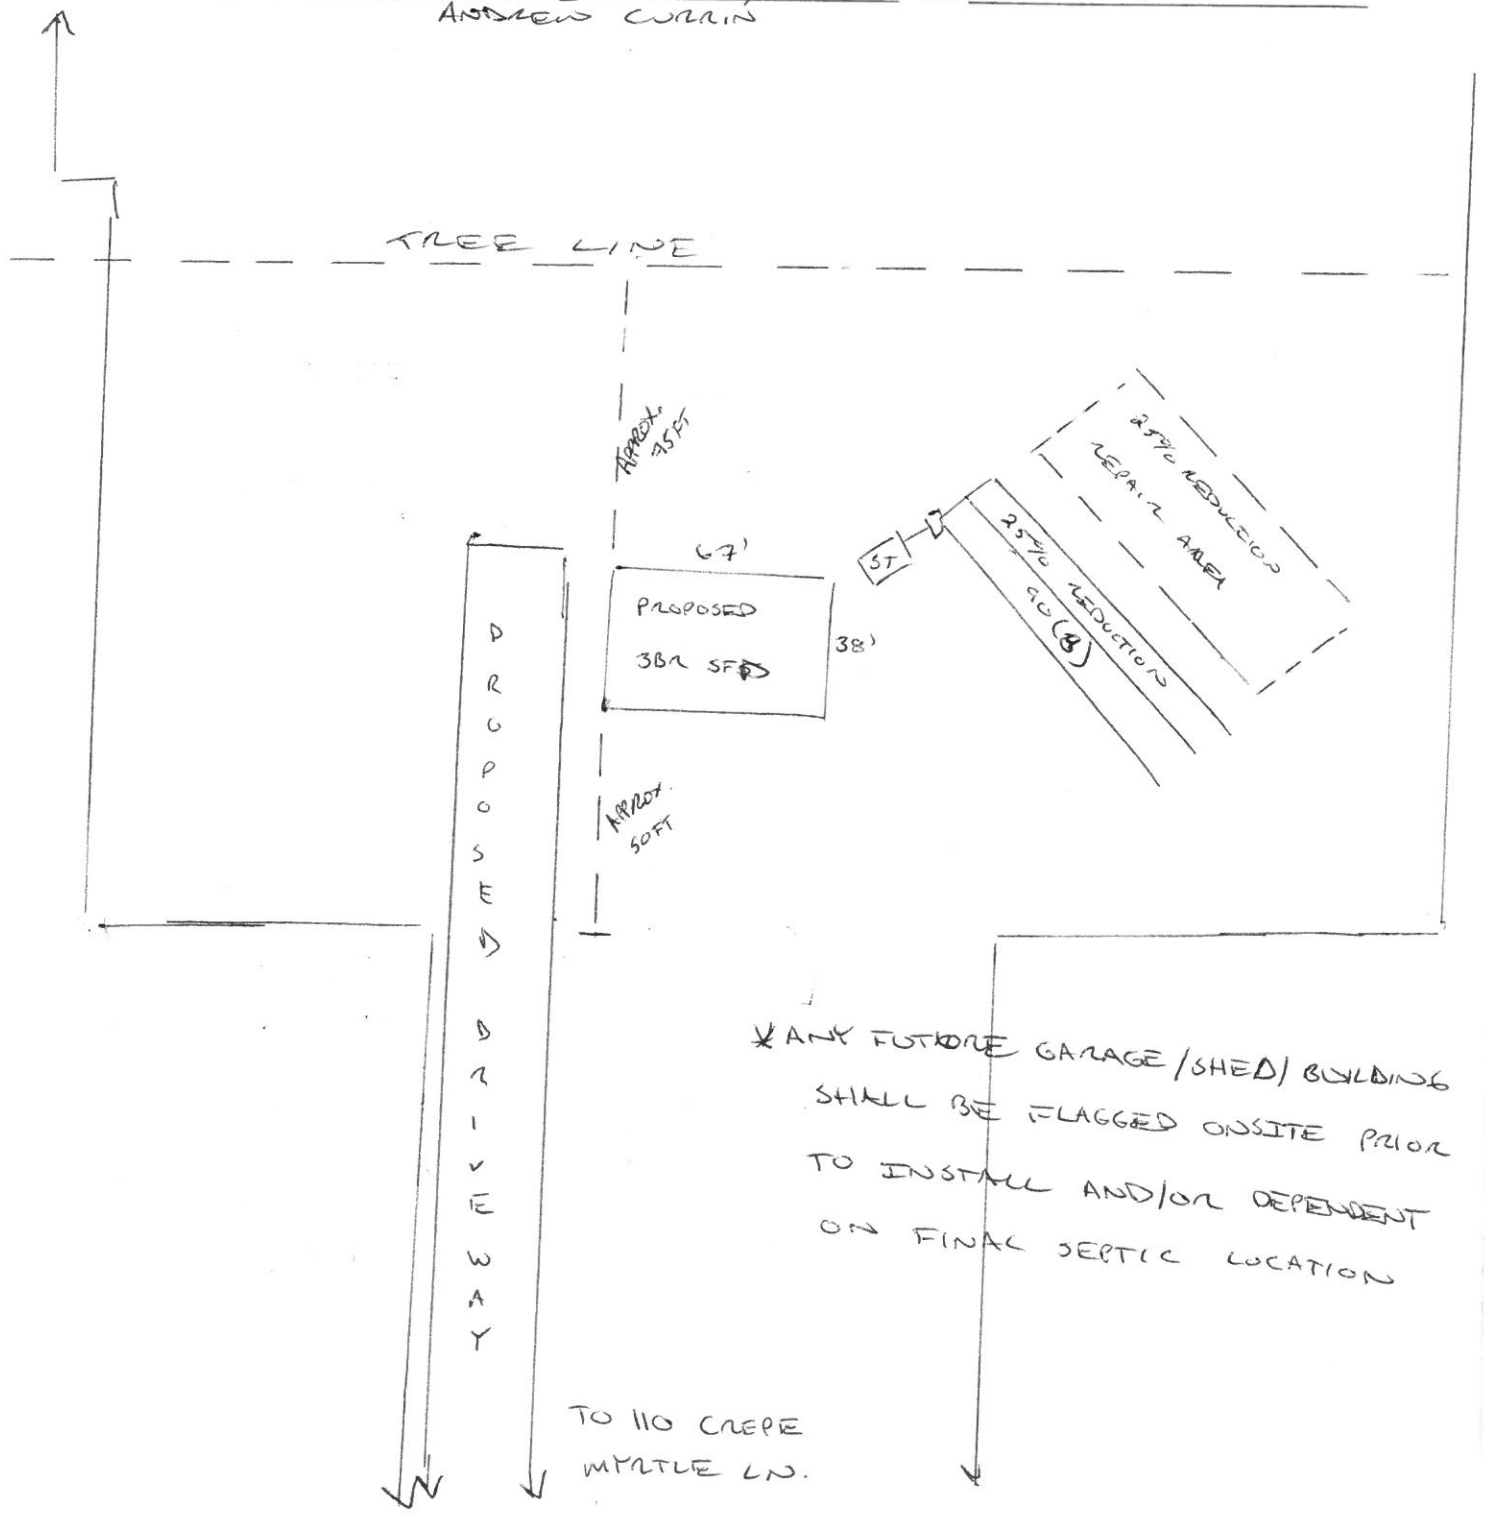 ANDREW CURRIN
TREE LINE
APPROX.
75FT
67'
PROPOSED
3BR SFD
38'
ST
25% REDUCTION
90(3)
25% REDUCTION
REPAIR AREA
PROPOSED DRIVEWAY
APPROX.
50FT
* ANY FUTURE GARAGE/SHED/BUILDING
SHALL BE FLAGGED ONSITE PRIOR
TO INSTALL AND/OR DEPENDENT
ON FINAL SEPTIC LOCATION
TO 110 CREPE
MYRTLE LN.